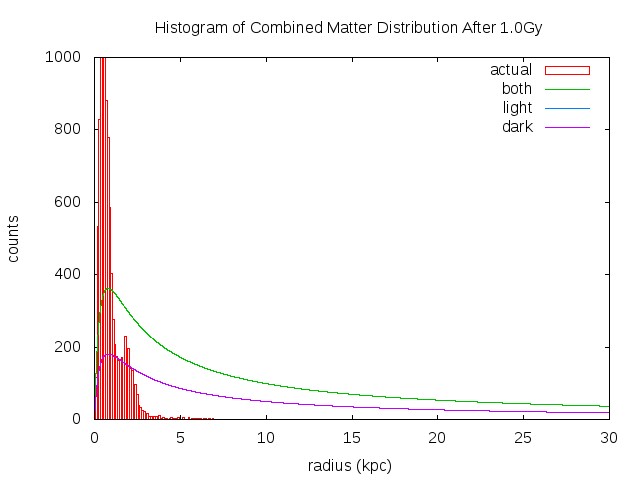 Histogram of Combined Matter Distribution After 1.0Gy
1000
800
600
400
200
0
counts
actual
both
light
dark
0 5 10 15 20 25 30
radius (kpc)